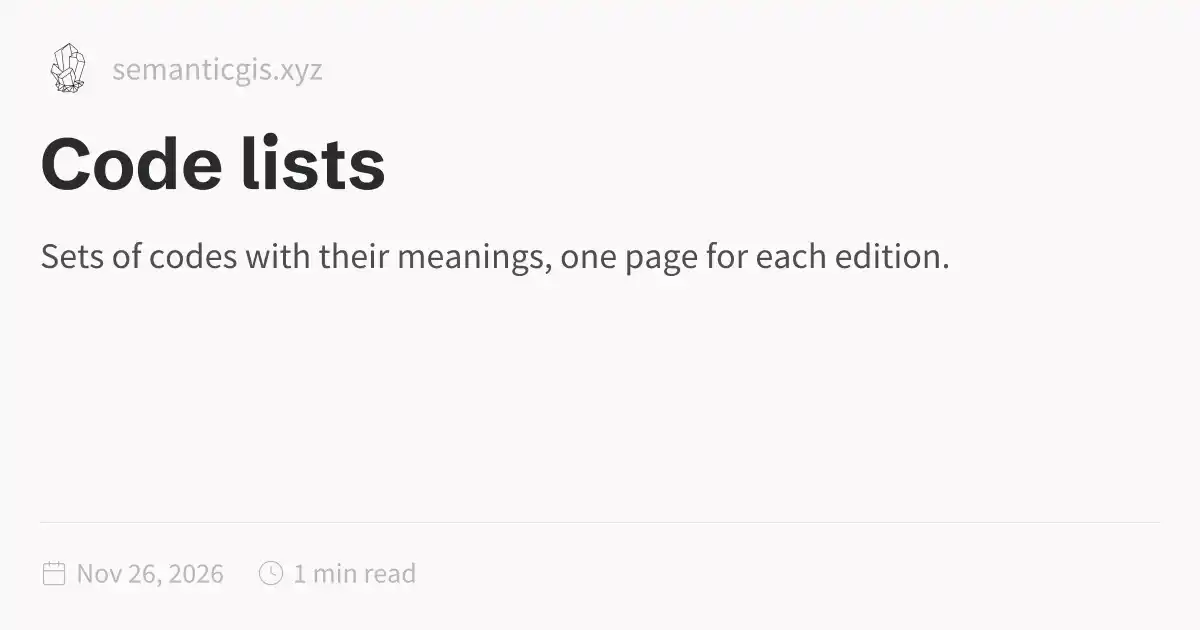 semanticgis.xyz
Code lists
Sets of codes with their meanings, one page for each edition.
Nov 26, 2026
1 min read